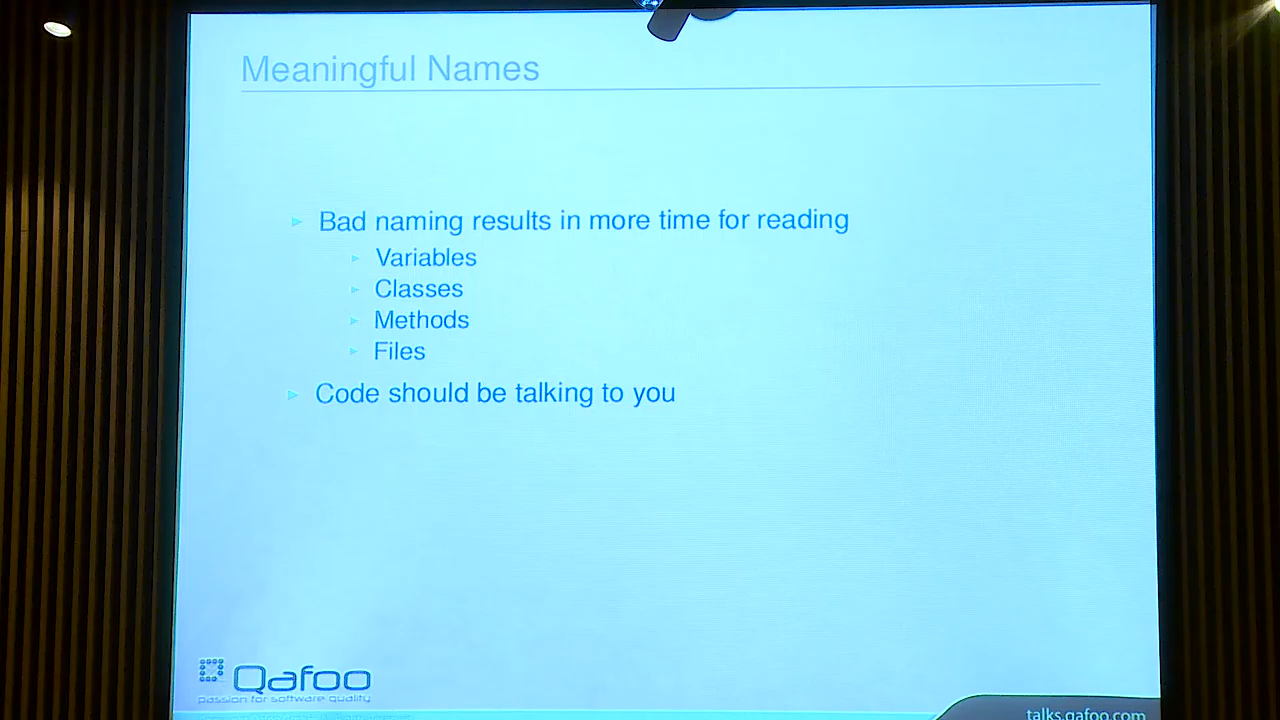 Meaningful Names
Bad naming results in more time for reading
Variables
Classes
Methods
Files
Code should be talking to you
Qafoo
passion for software quality
talks.qafoo.com